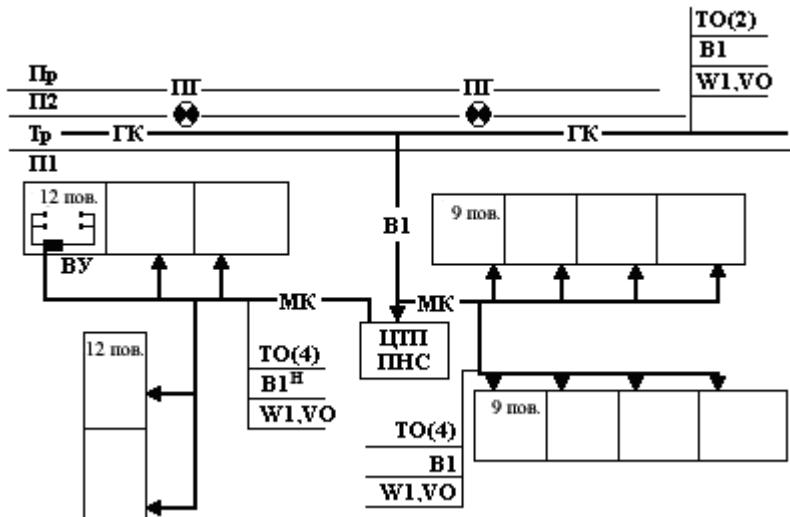 ТО(2)
В1
W1,VO
Пр
ПГ ПГ
П2
Тр ГК ГК
П1
12 пов.
9 пов.
В1
ВУ
МК МК
12 пов.
ЦТП
ПНС
ТО(4)
В1Н
W1,VO
9 пов.
ТО(4)
В1
W1,VO